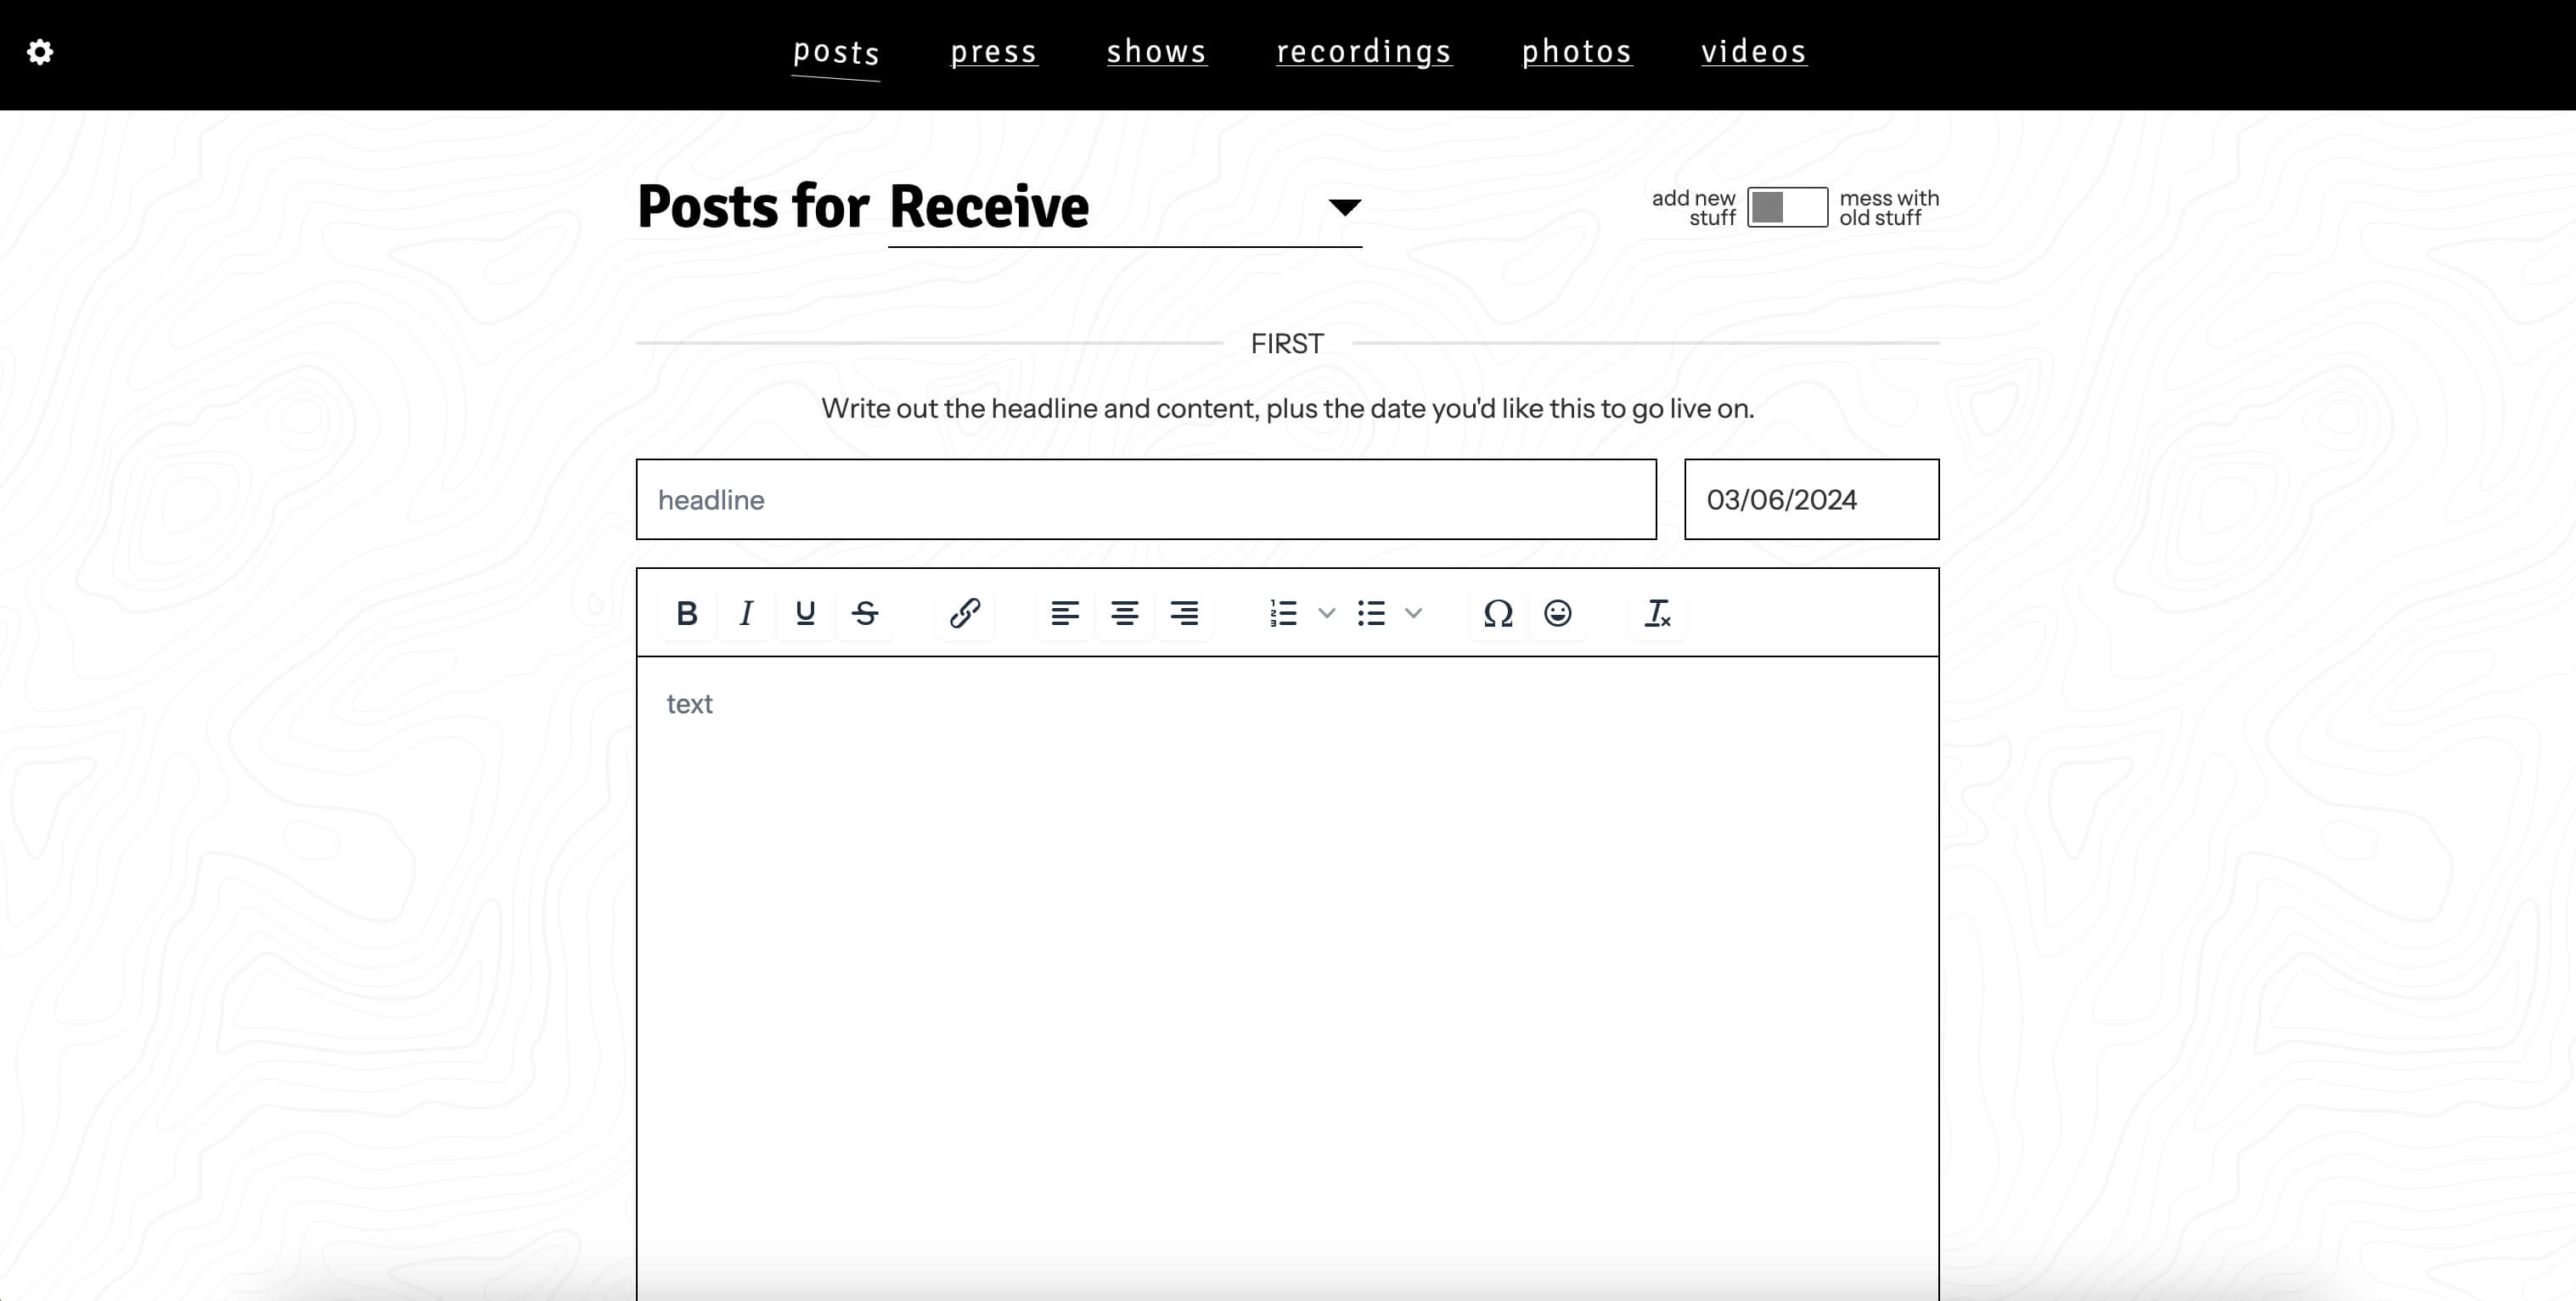 posts press shows recordings photos videos
Posts for Receive
add new stuff
mess with old stuff
FIRST
Write out the headline and content, plus the date you'd like this to go live on.
headline
03/06/2024
B I U S Ω
text